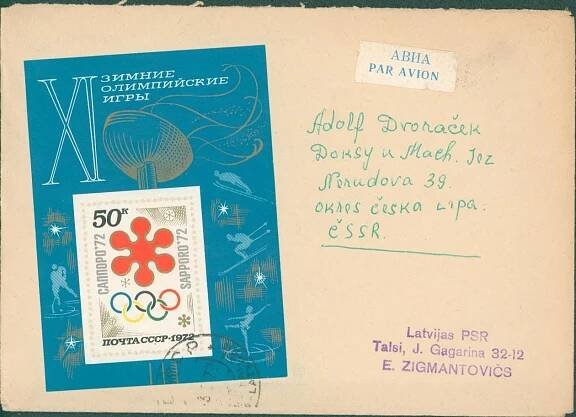 XI
ЗИМНИЕ
ОЛИМПИЙСКИЕ
ИГРЫ
50к
САППОРО'72
SAPPORO'72
ПОЧТА СССР·1972
АВИА
PAR AVION
Adolf Dvoraček
Doksy u Mach. Jez
Nerudova 39.
okres česka Lipa.
ČSSR.
Latvijas PSR
Talsi, J. Gagarina 32-12
E. ZIGMANTOVIČS